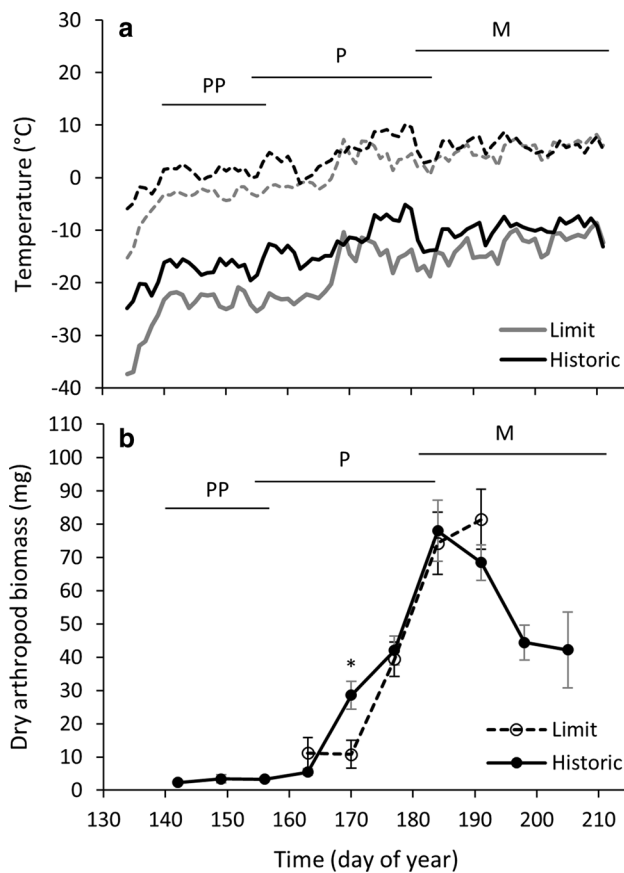 a
M
P
PP
30
20
10
0
-10
-20
-30
-40
Temperature (°C)
Limit
Historic
b
M
P
PP
110
100
90
80
70
60
50
40
30
20
10
0
Dry arthropod biomass (mg)
*
Limit
Historic
130 140 150 160 170 180 190 200 210
Time (day of year)